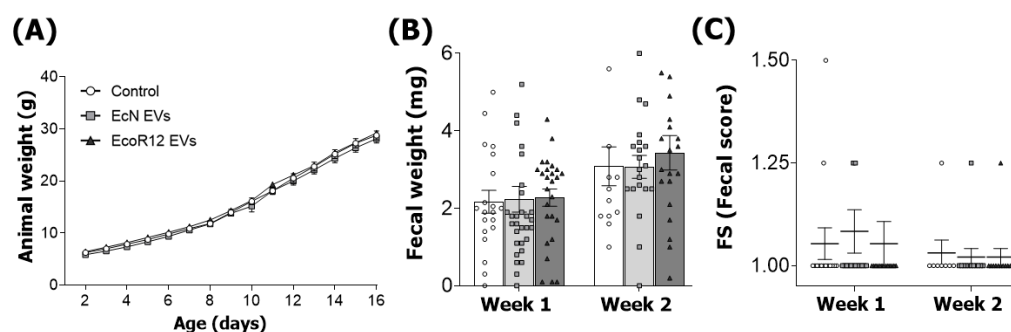 (A)
Animal weight (g)
40
30
20
10
0
2 4 6 8 10 12 14 16
Age (days)
Control
EcN EVs
EcoR12 EVs
(B)
Fecal weight (mg)
6
4
2
0
Week 1 Week 2
(C)
FS (Fecal score)
1.50
1.25
1.00
Week 1 Week 2